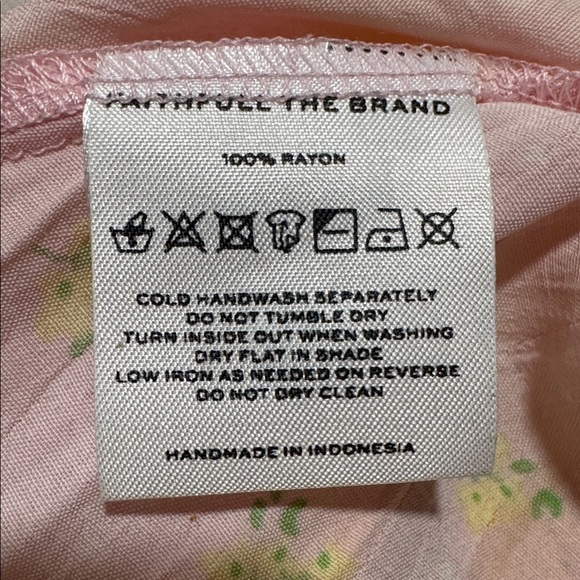 FAITHFULL THE BRAND
100% RAYON
COLD HANDWASH SEPARATELY
DO NOT TUMBLE DRY
TURN INSIDE OUT WHEN WASHING
DRY FLAT IN SHADE
LOW IRON AS NEEDED ON REVERSE
DO NOT DRY CLEAN
HANDMADE IN INDONESIA